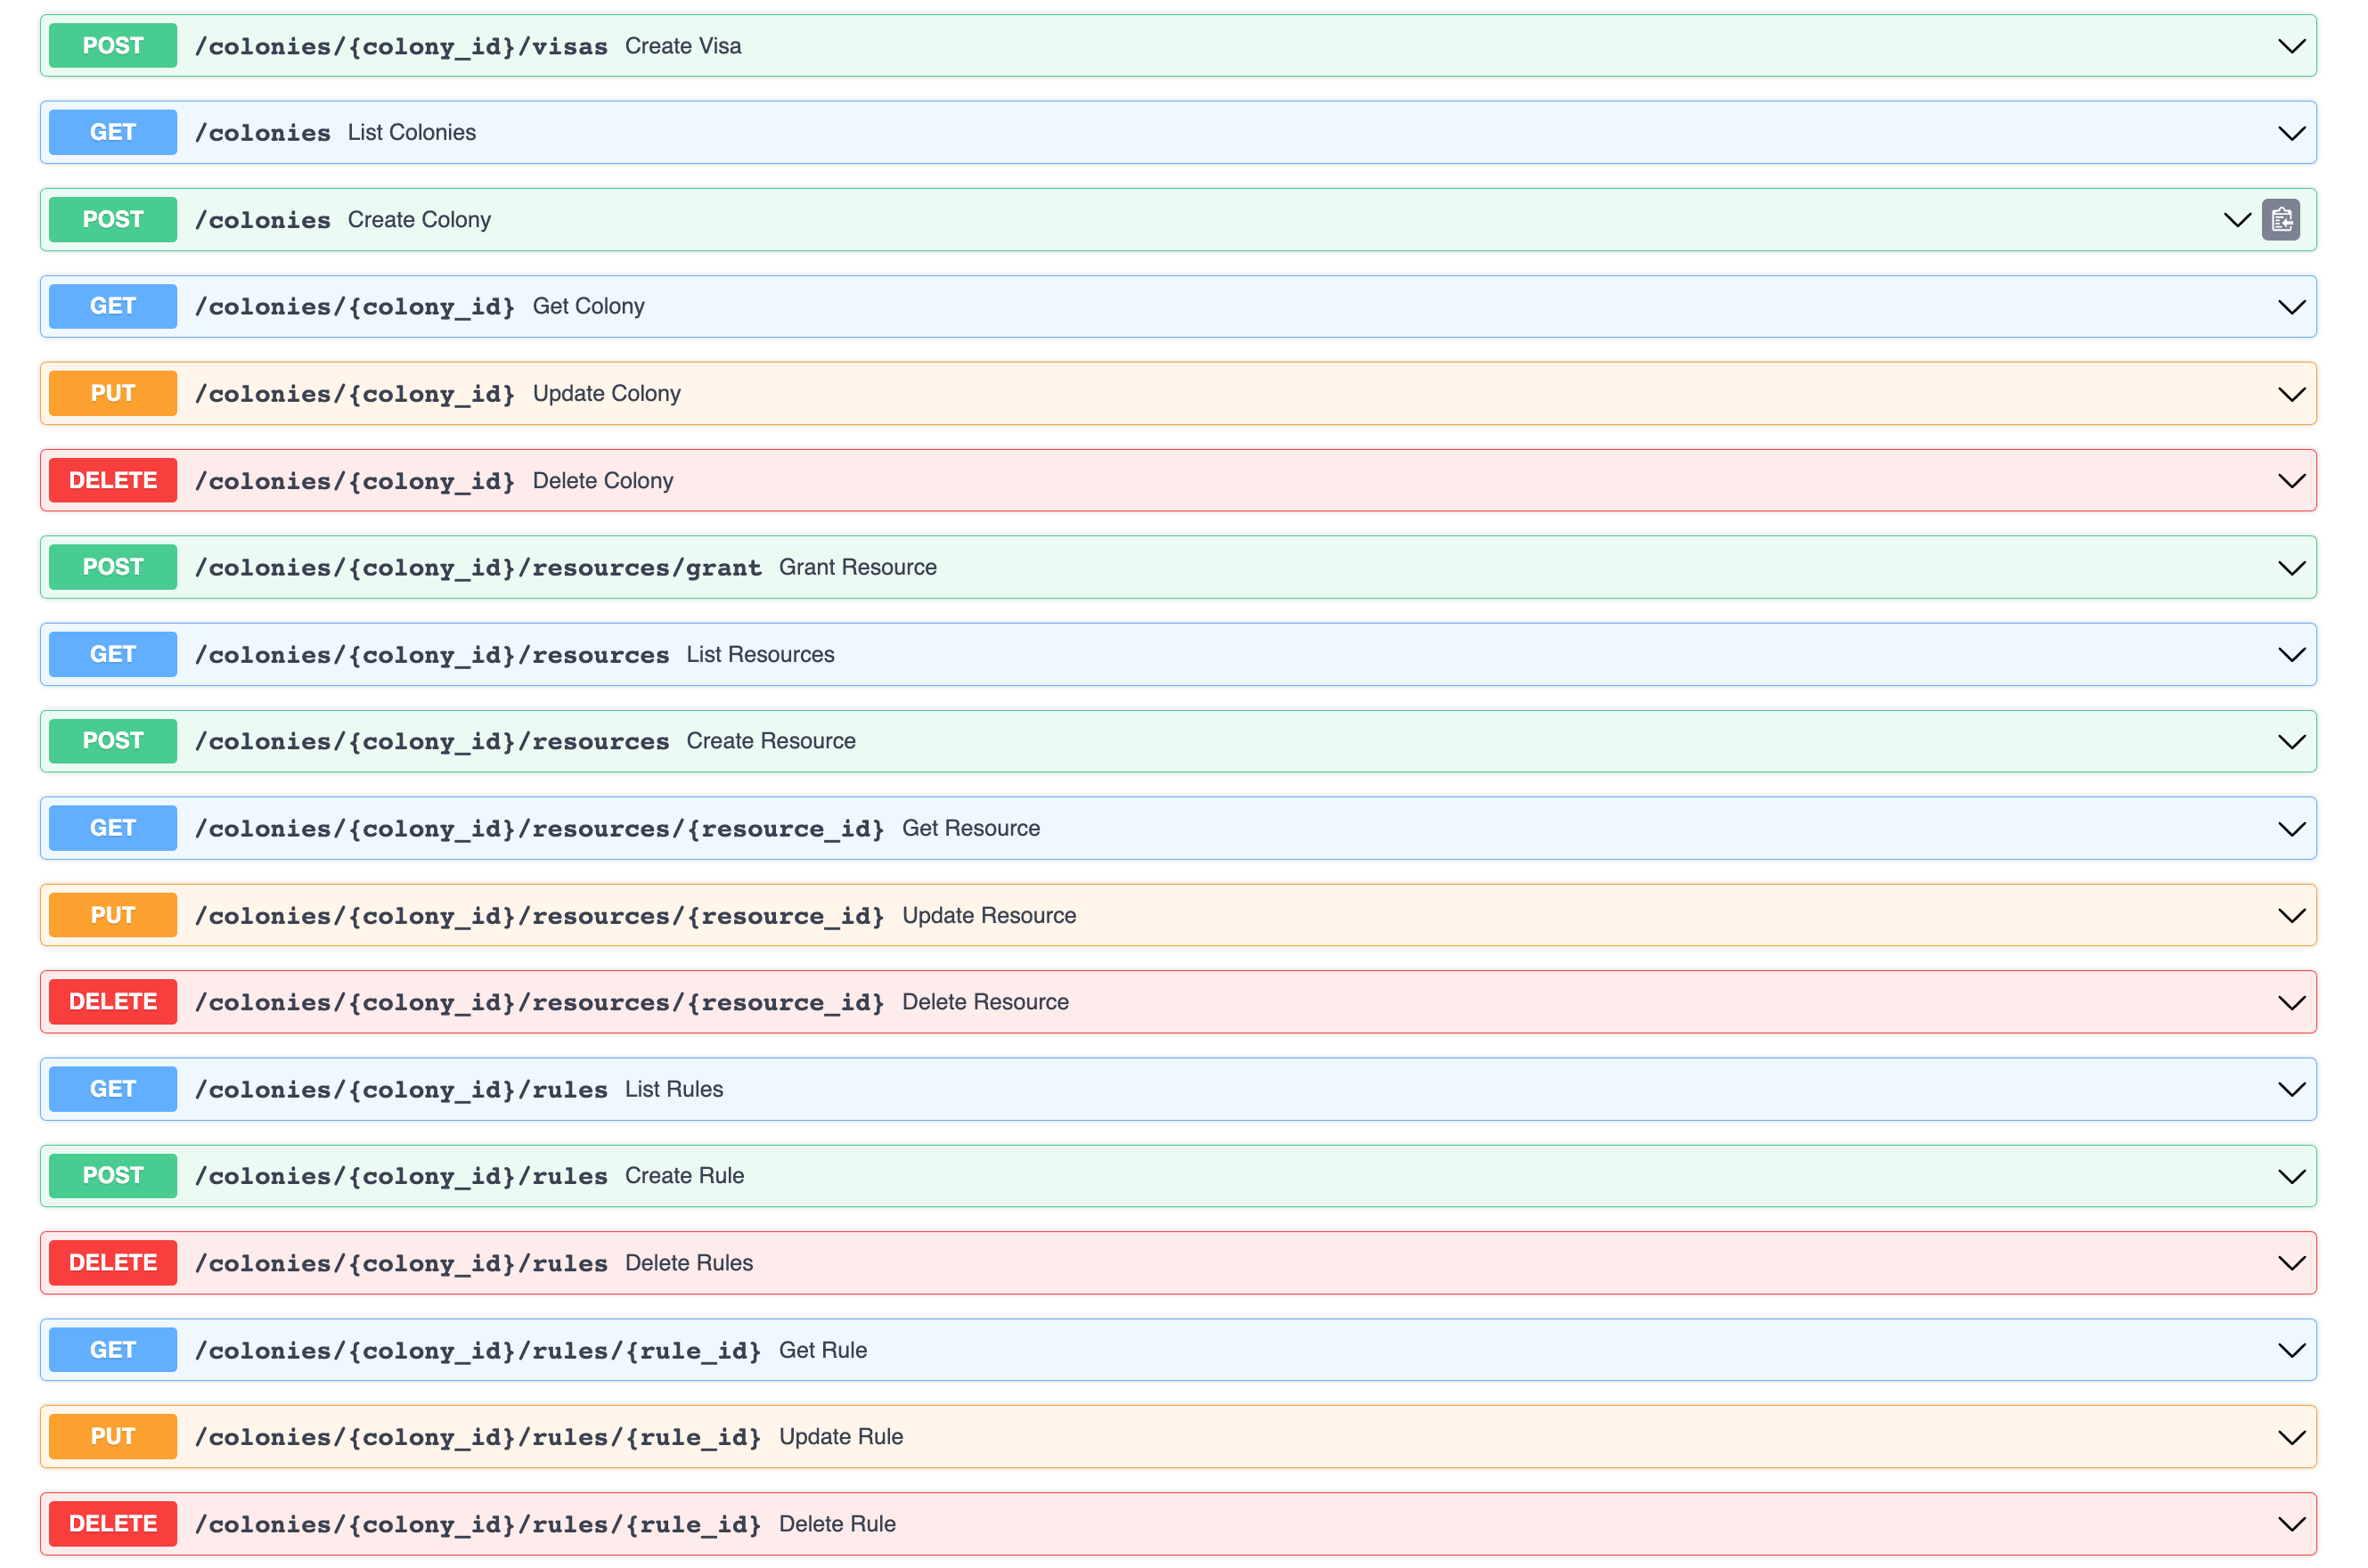 POST /colonies/{colony_id}/visas Create Visa
GET /colonies List Colonies
POST /colonies Create Colony
GET /colonies/{colony_id} Get Colony
PUT /colonies/{colony_id} Update Colony
DELETE /colonies/{colony_id} Delete Colony
POST /colonies/{colony_id}/resources/grant Grant Resource
GET /colonies/{colony_id}/resources List Resources
POST /colonies/{colony_id}/resources Create Resource
GET /colonies/{colony_id}/resources/{resource_id} Get Resource
PUT /colonies/{colony_id}/resources/{resource_id} Update Resource
DELETE /colonies/{colony_id}/resources/{resource_id} Delete Resource
GET /colonies/{colony_id}/rules List Rules
POST /colonies/{colony_id}/rules Create Rule
DELETE /colonies/{colony_id}/rules Delete Rules
GET /colonies/{colony_id}/rules/{rule_id} Get Rule
PUT /colonies/{colony_id}/rules/{rule_id} Update Rule
DELETE /colonies/{colony_id}/rules/{rule_id} Delete Rule